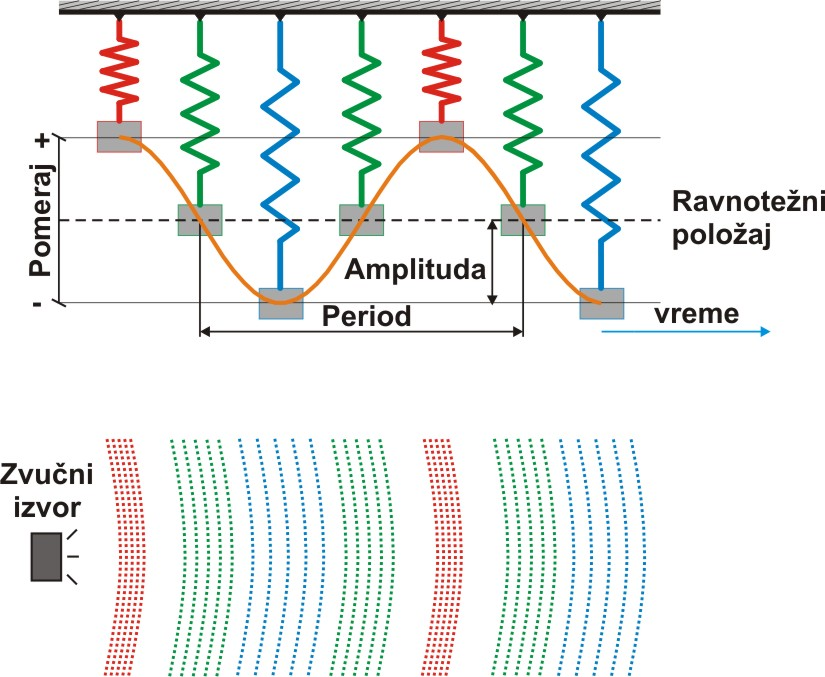 +
Pomeraj
-
Ravnotežni
položaj
Amplituda
Period
vreme
Zvučni
izvor